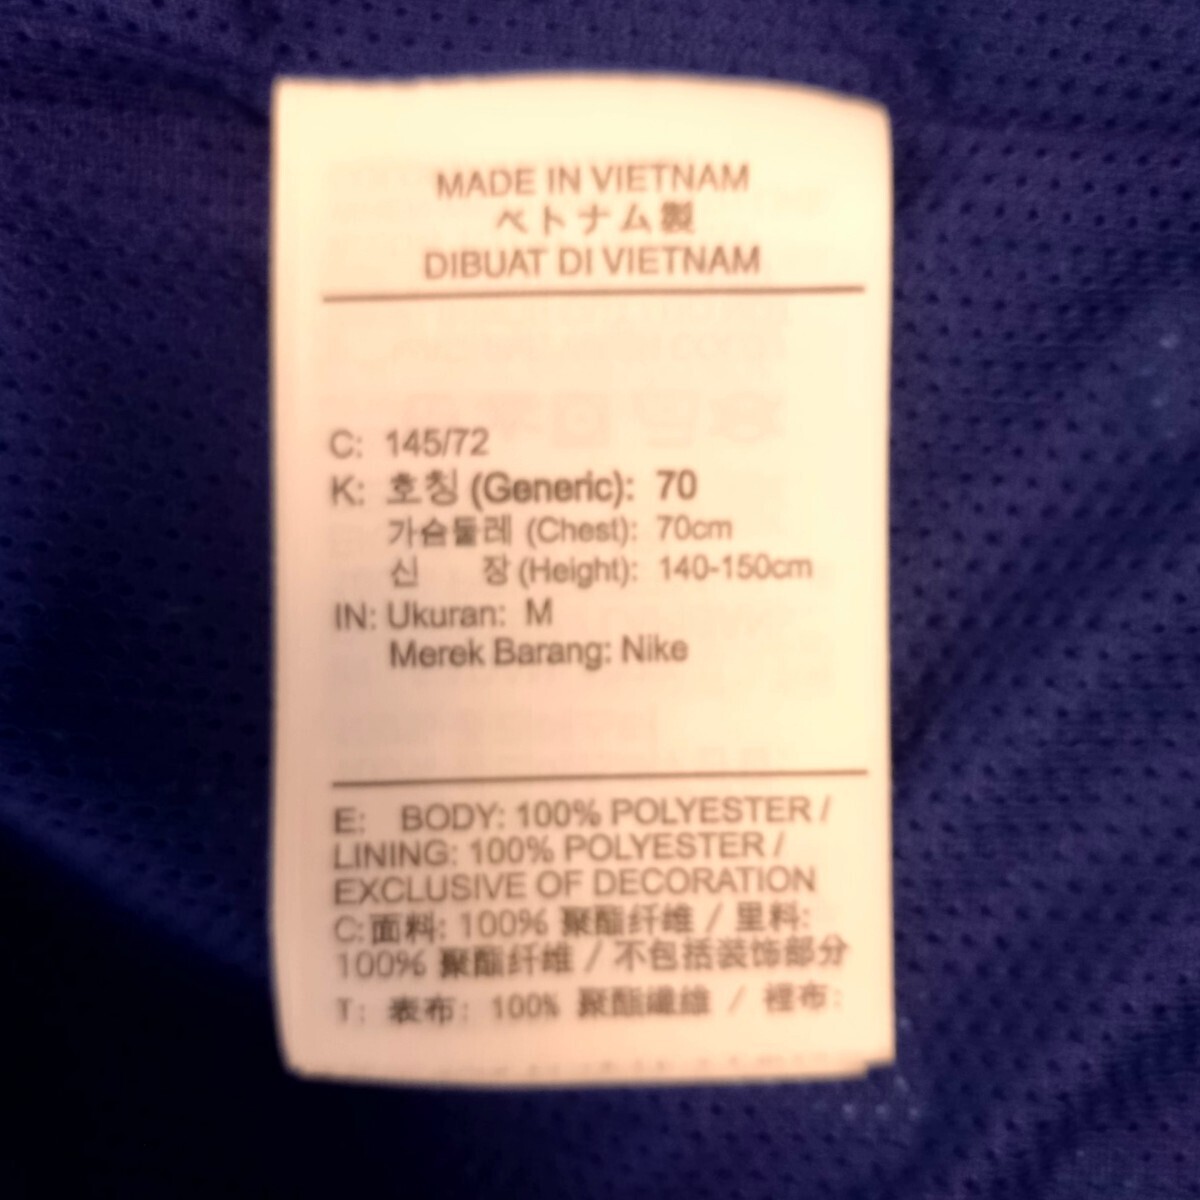 MADE IN VIETNAM
ベトナム製
DIBUAT DI VIETNAM
C: 145/72
K: 호칭 (Generic): 70
가슴둘레 (Chest): 70cm
신 장 (Height): 140-150cm
IN: Ukuran: M
Merek Barang: Nike
E: BODY: 100% POLYESTER /
LINING: 100% POLYESTER /
EXCLUSIVE OF DECORATION
C:面料: 100% 聚酯纤维 / 里料:
100% 聚酯纤维 / 不包括装饰部分
T: 表布: 100% 聚酯纖維 / 裡布: